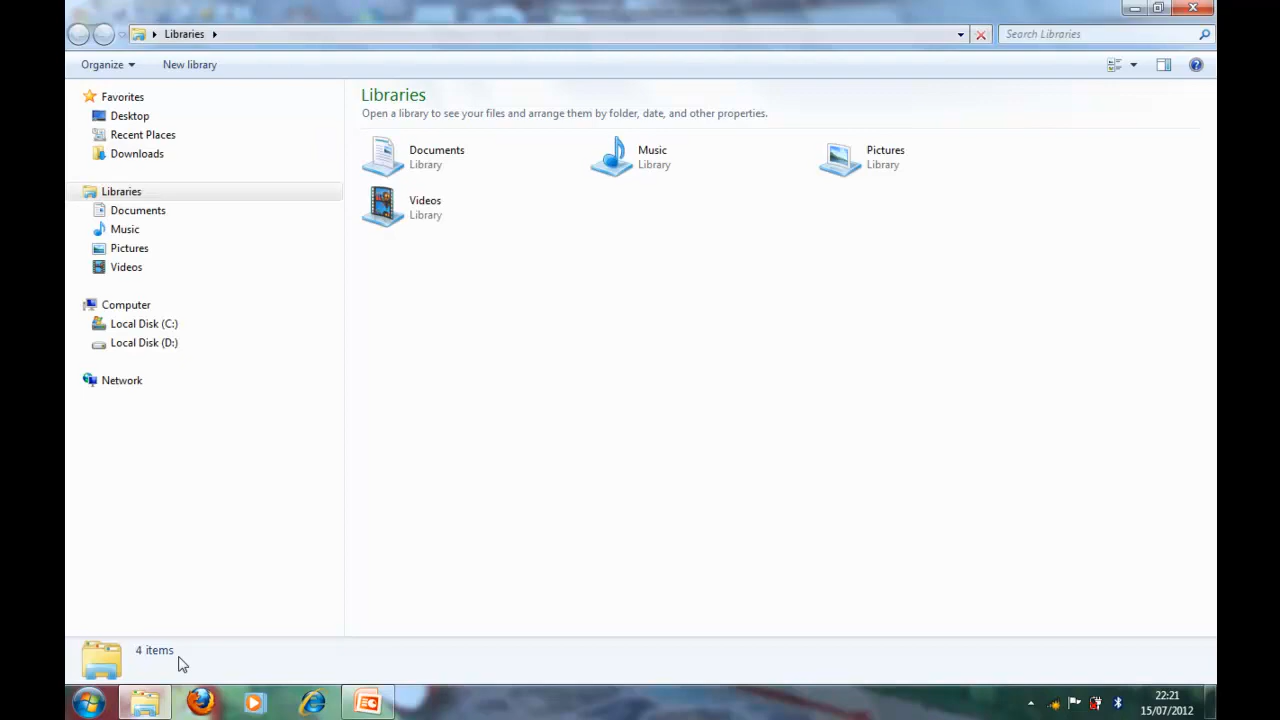 Libraries
Search Libraries
Organize
New library
Favorites
Desktop
Recent Places
Downloads
Libraries
Documents
Music
Pictures
Videos
Computer
Local Disk (C:)
Local Disk (D:)
Network
Libraries
Open a library to see your files and arrange them by folder, date, and other properties.
Documents
Library
Music
Library
Pictures
Library
Videos
Library
4 items
22:21
15/07/2012